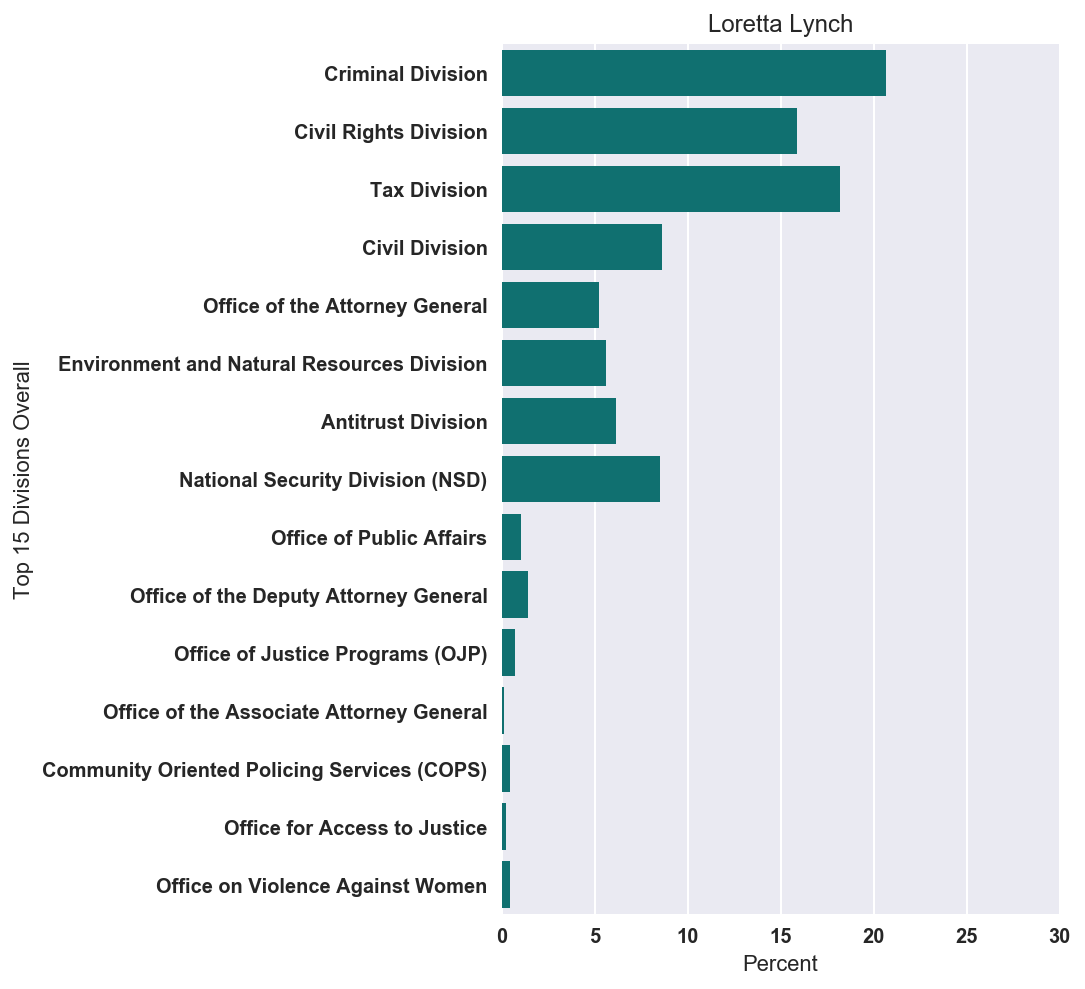 Loretta Lynch
Criminal Division
Civil Rights Division
Tax Division
Civil Division
Office of the Attorney General
Environment and Natural Resources Division
Antitrust Division
National Security Division (NSD)
Office of Public Affairs
Office of the Deputy Attorney General
Office of Justice Programs (OJP)
Office of the Associate Attorney General
Community Oriented Policing Services (COPS)
Office for Access to Justice
Office on Violence Against Women
Top 15 Divisions Overall
0 5 10 15 20 25 30
Percent